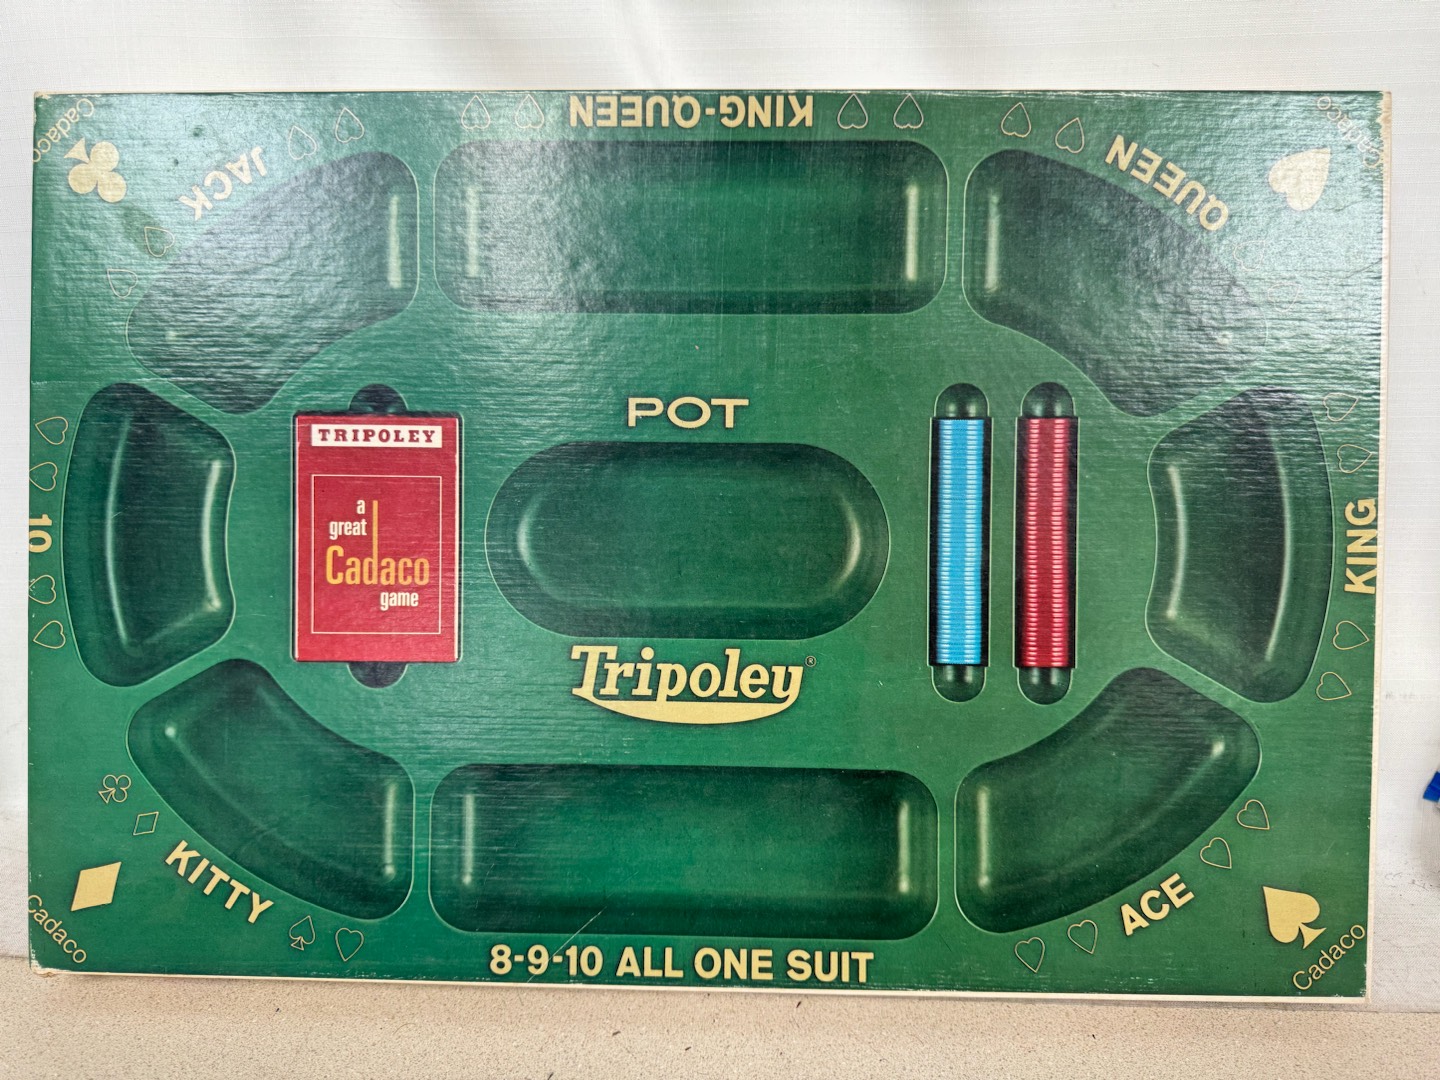 Cadaco
KING-QUEEN
Cadaco
JACK
QUEEN
POT
TRIPOLEY
a
great
Cadaco
game
10
KING
Tripoley®
KITTY
ACE
Cadaco
8-9-10 ALL ONE SUIT
Cadaco